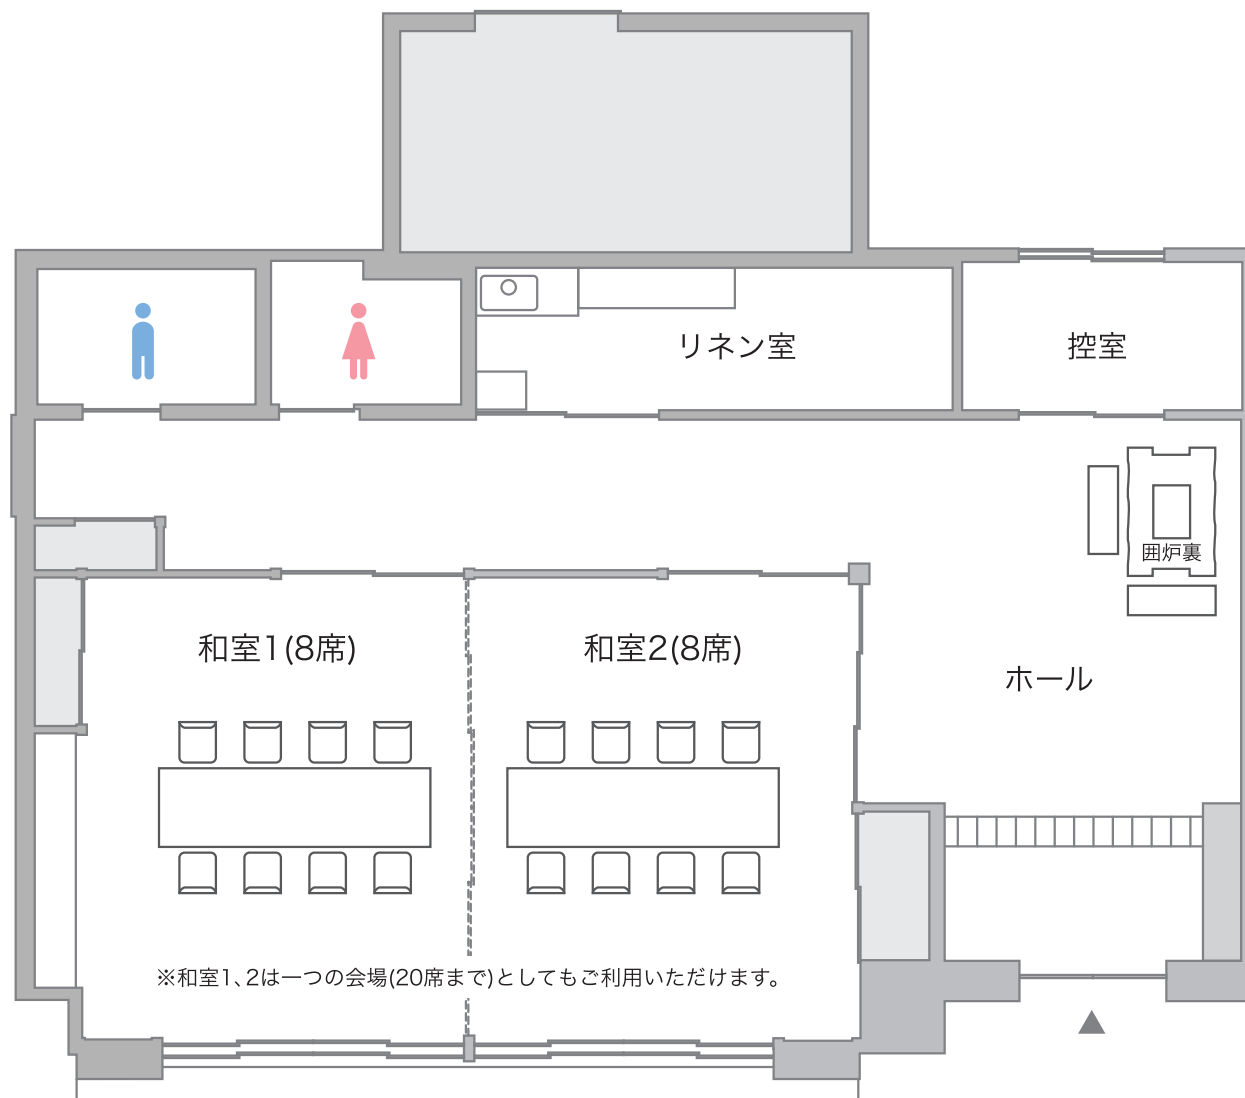 リネン室
控室
囲炉裏
和室1(8席)
和室2(8席)
ホール
※和室1、2は一つの会場(20席まで)としてもご利用いただけます。